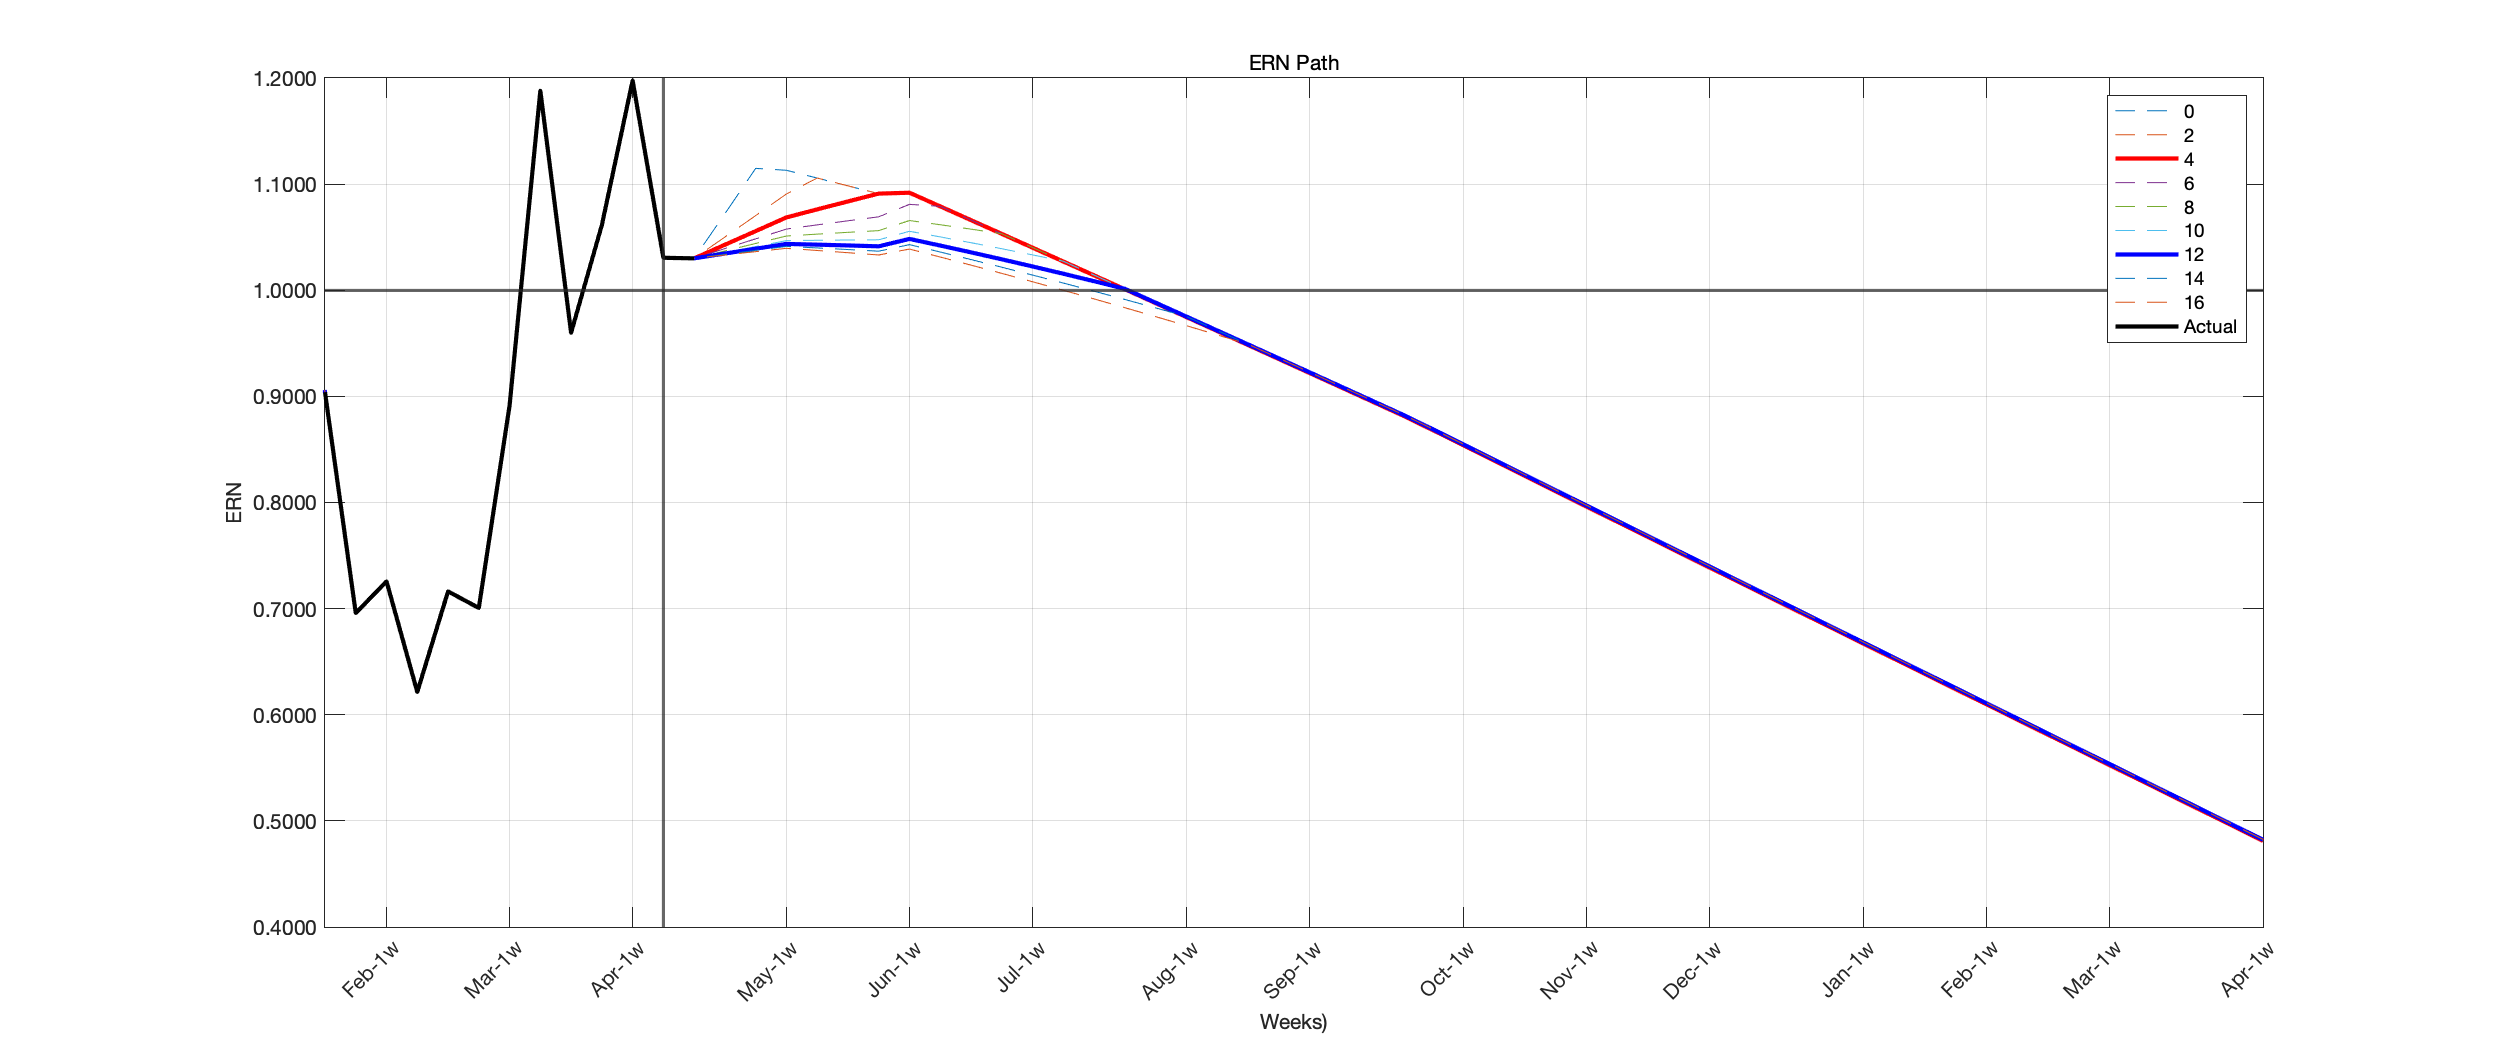 ERN Path
1.2000
1.1000
1.0000
0.9000
0.8000
0.7000
0.6000
0.5000
0.4000
ERN
0
2
4
6
8
10
12
14
16
Actual
Feb-1w
Mar-1w
Apr-1w
May-1w
Jun-1w
Jul-1w
Aug-1w
Sep-1w
Oct-1w
Nov-1w
Dec-1w
Jan-1w
Feb-1w
Mar-1w
Apr-1w
Weeks)